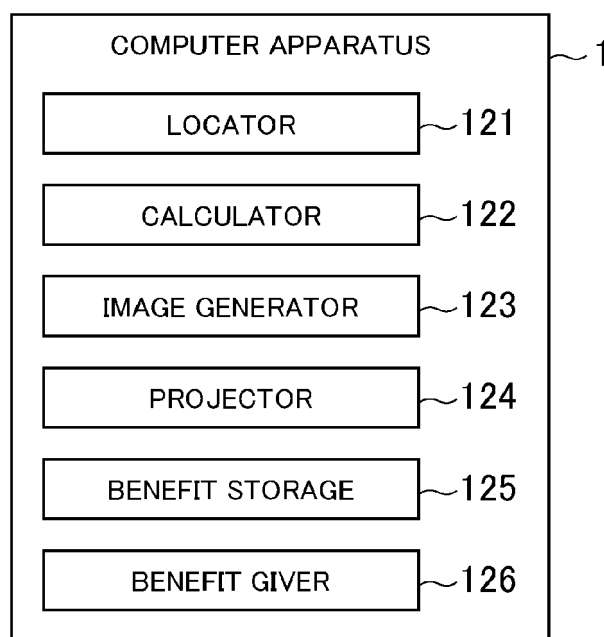 COMPUTER APPARATUS
1
LOCATOR 121
CALCULATOR 122
IMAGE GENERATOR 123
PROJECTOR 124
BENEFIT STORAGE 125
BENEFIT GIVER 126